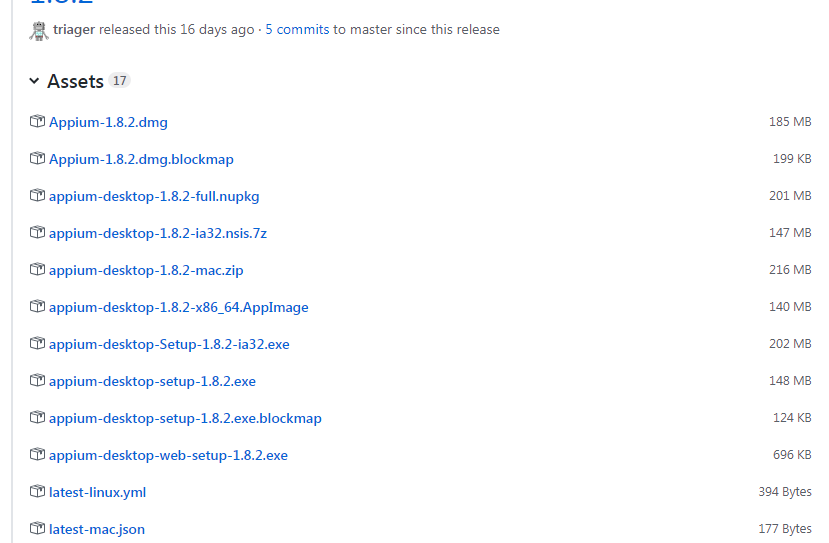 1.8.2
triager released this 16 days ago · 5 commits to master since this release
Assets 17
Appium-1.8.2.dmg 185 MB
Appium-1.8.2.dmg.blockmap 199 KB
appium-desktop-1.8.2-full.nupkg 201 MB
appium-desktop-1.8.2-ia32.nsis.7z 147 MB
appium-desktop-1.8.2-mac.zip 216 MB
appium-desktop-1.8.2-x86_64.AppImage 140 MB
appium-desktop-Setup-1.8.2-ia32.exe 202 MB
appium-desktop-setup-1.8.2.exe 148 MB
appium-desktop-setup-1.8.2.exe.blockmap 124 KB
appium-desktop-web-setup-1.8.2.exe 696 KB
latest-linux.yml 394 Bytes
latest-mac.json 177 Bytes